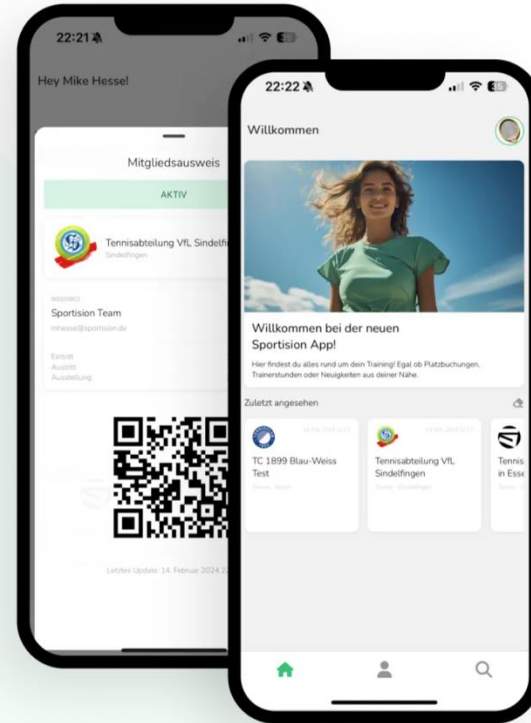 22:21
Hey Mike Hesse!
Mitgliedsausweis
AKTIV
Tennisabteilung VfL
Sindelfingen
Sportision Team
mhesse@sportision.de
Eintritt
Austritt
Ausstellung
Letztes Update: 14. Februar 2024
22:22
Willkommen
Willkommen bei der neuen
Sportision App!
Hier findest du alles rund um dein Training! Egal ob Platzbuchungen,
Trainerstunden oder Neuigkeiten aus deiner Nähe.
Zuletzt angesehen
TC 1899 Blau-Weiss
Test
Tennisabteilung VfL
Sindelfingen
Tennis
in Esse